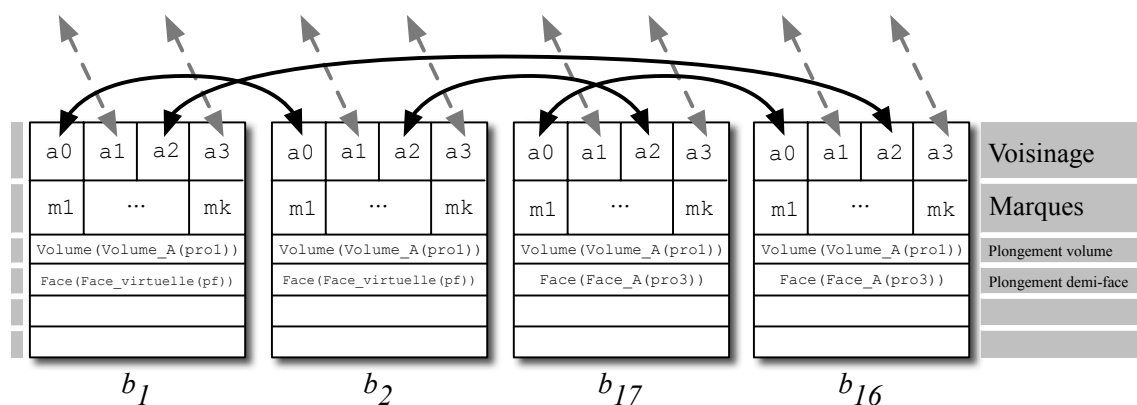 a0 a1 a2 a3 a0 a1 a2 a3 a0 a1 a2 a3 a0 a1 a2 a3 Voisinage
m1 ... mk m1 ... mk m1 ... mk m1 ... mk Marques
Volume(Volume_A(pro1)) Volume(Volume_A(pro1)) Volume(Volume_A(pro1)) Volume(Volume_A(pro1)) Plongement volume
Face(Face_virtuelle(pf)) Face(Face_virtuelle(pf)) Face(Face_A(pro3)) Face(Face_A(pro3)) Plongement demi-face
b1 b2 b17 b16